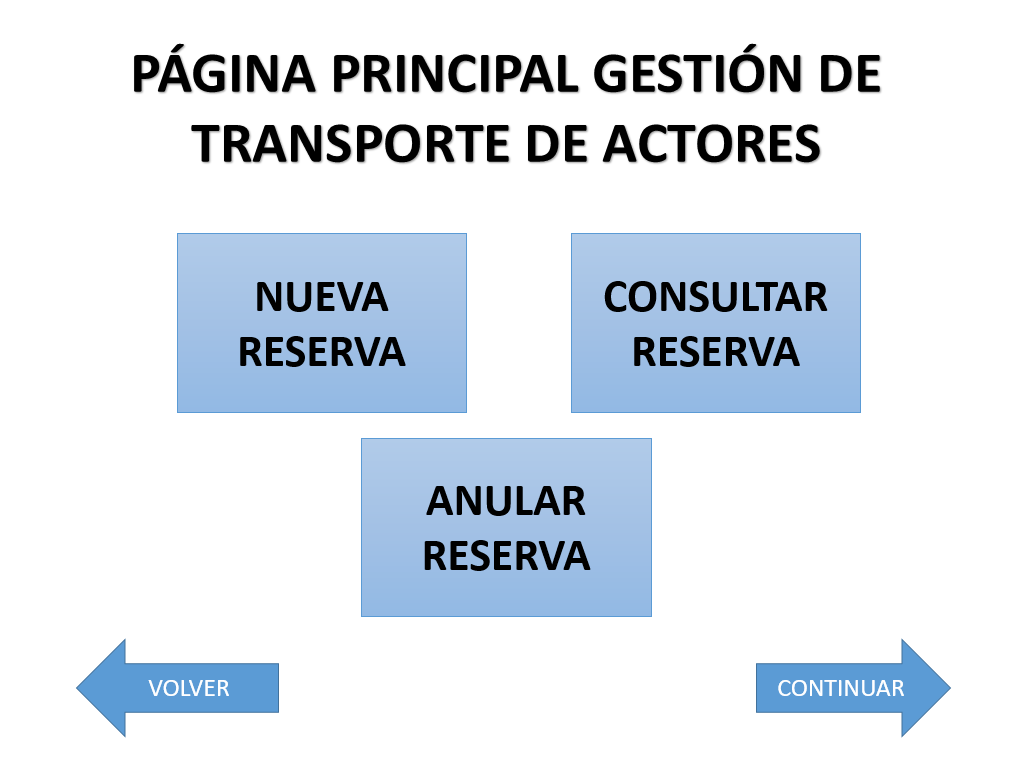 PÁGINA PRINCIPAL GESTIÓN DE
TRANSPORTE DE ACTORES
NUEVA
RESERVA
CONSULTAR
RESERVA
ANULAR
RESERVA
VOLVER
CONTINUAR